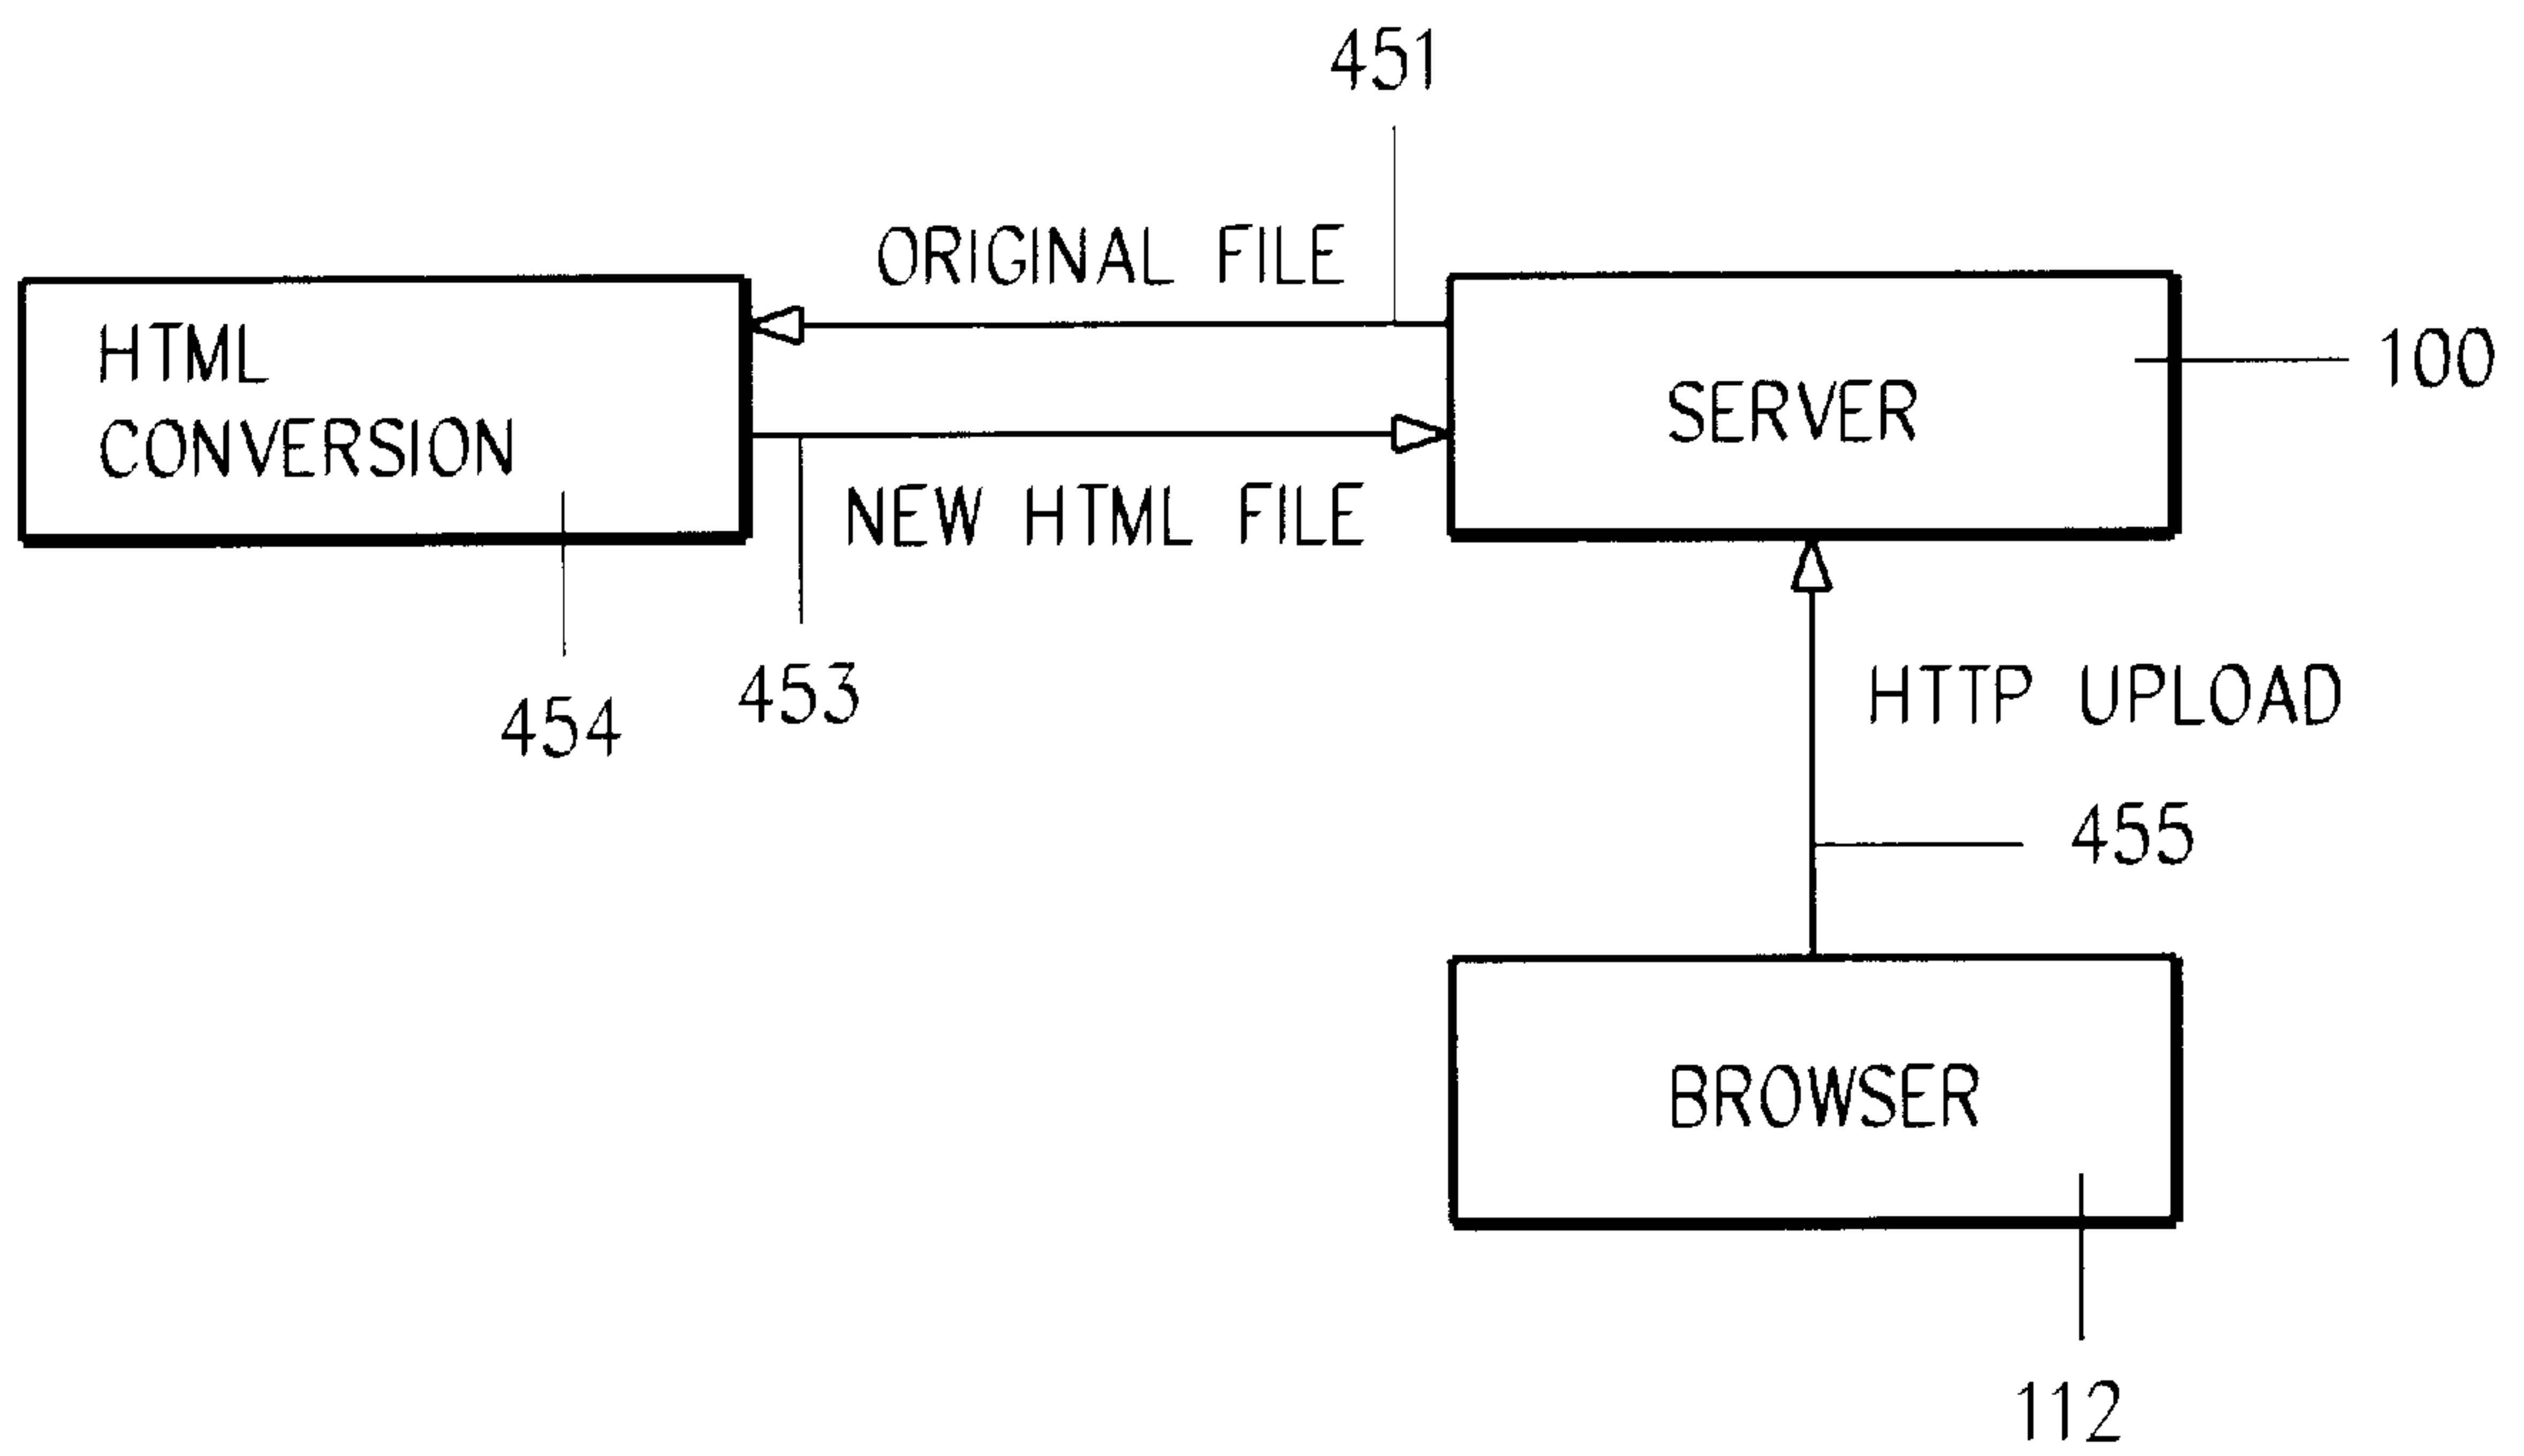 451
ORIGINAL FILE
HTML
CONVERSION
SERVER
100
NEW HTML FILE
454
453
HTTP UPLOAD
455
BROWSER
112